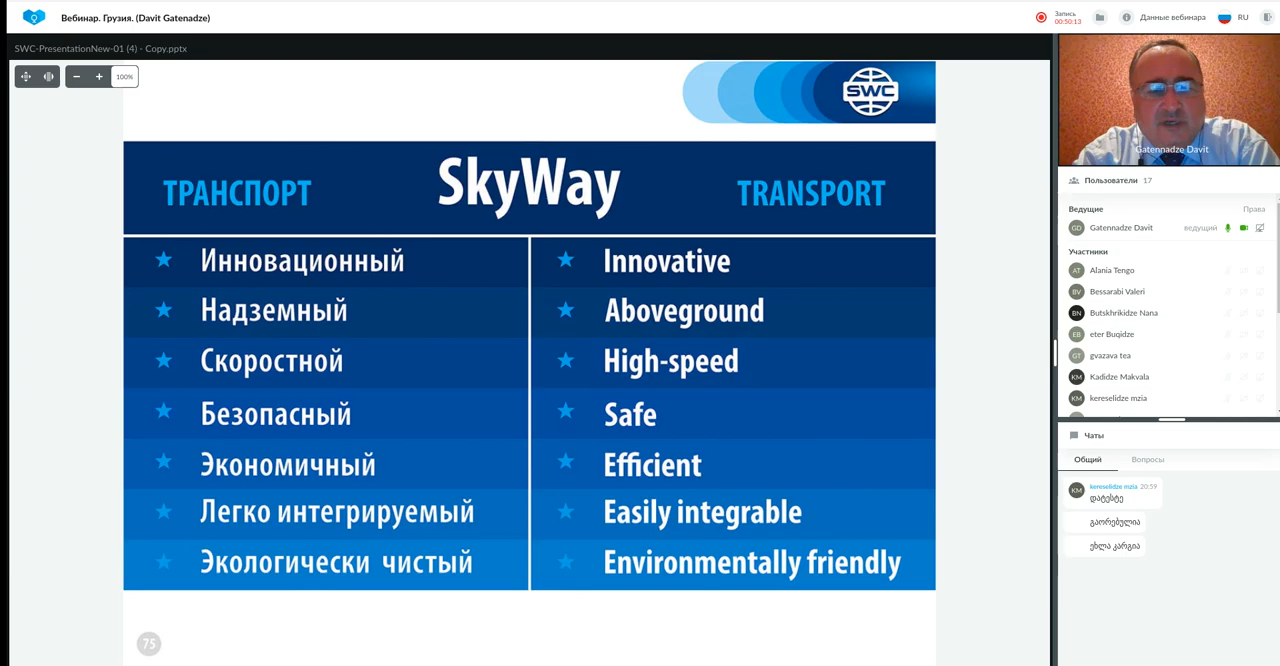 Вебинар. Грузия. (Davit Gatenadze)
Запись
00:50:13
Данные вебинара
RU
SWC-PresentationNew-01 (4) - Copy.pptx
100%
SWC
ТРАНСПОРТ SkyWay TRANSPORT
Инновационный Innovative
Надземный Aboveground
Скоростной High-speed
Безопасный Safe
Экономичный Efficient
Легко интегрируемый Easily integrable
Экологически чистый Environmentally friendly
75
Gatennadze Davit
Пользователи 17
Ведущие Права
GD Gatennadze Davit ведущий
Участники
AT Alania Tengo
BV Bessarabi Valeri
BN Butskhrikidze Nana
EB eter Buqidze
GT gvazava tea
KM Kadidze Makvala
KM kereselidze mzia
Чаты
Общий Вопросы
KM kereselidze mzia 20:59
დატესტე
გაორებულია
ეხლა კარგია